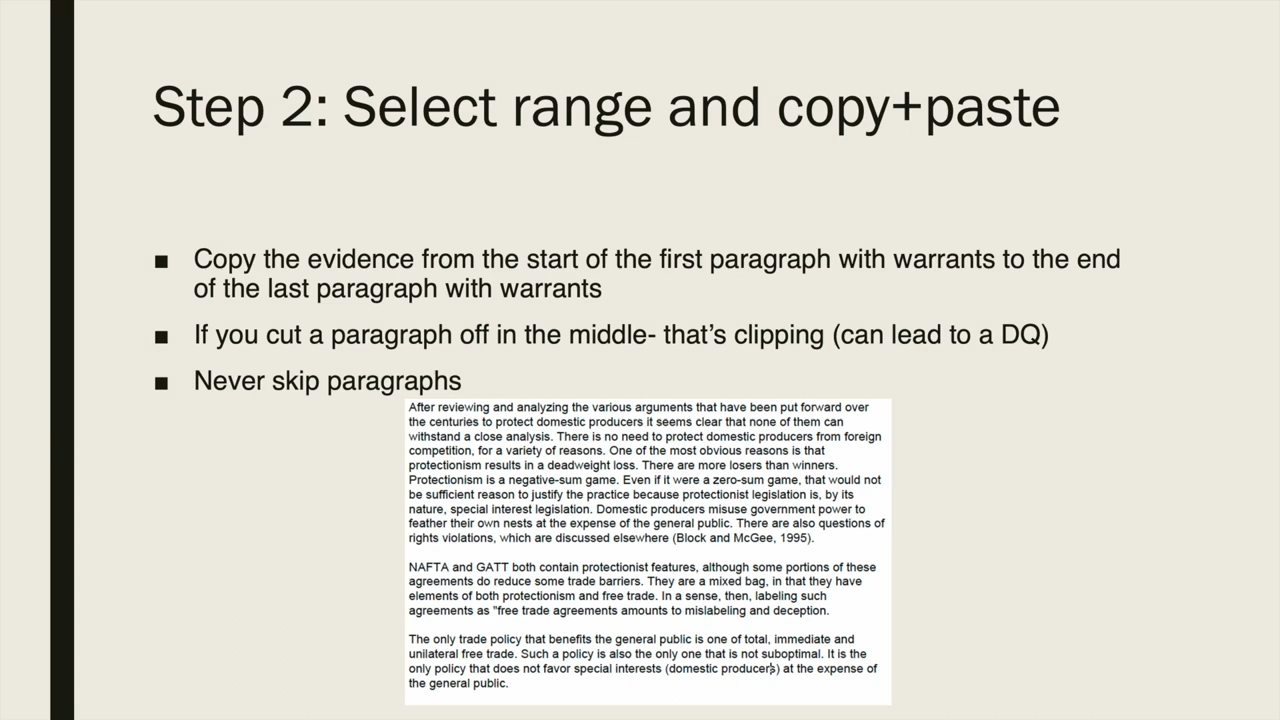 Step 2: Select range and copy+paste
■ Copy the evidence from the start of the first paragraph with warrants to the end
of the last paragraph with warrants
■ If you cut a paragraph off in the middle- that’s clipping (can lead to a DQ)
■ Never skip paragraphs
After reviewing and analyzing the various arguments that have been put forward over
the centuries to protect domestic producers it seems clear that none of them can
withstand a close analysis. There is no need to protect domestic producers from foreign
competition, for a variety of reasons. One of the most obvious reasons is that
protectionism results in a deadweight loss. There are more losers than winners.
Protectionism is a negative-sum game. Even if it were a zero-sum game, that would not
be sufficient reason to justify the practice because protectionist legislation is, by its
nature, special interest legislation. Domestic producers misuse government power to
feather their own nests at the expense of the general public. There are also questions of
rights violations, which are discussed elsewhere (Block and McGee, 1995).
NAFTA and GATT both contain protectionist features, although some portions of these
agreements do reduce some trade barriers. They are a mixed bag, in that they have
elements of both protectionism and free trade. In a sense, then, labeling such
agreements as "free trade agreements amounts to mislabeling and deception.
The only trade policy that benefits the general public is one of total, immediate and
unilateral free trade. Such a policy is also the only one that is not suboptimal. It is the
only policy that does not favor special interests (domestic producers) at the expense of
the general public.